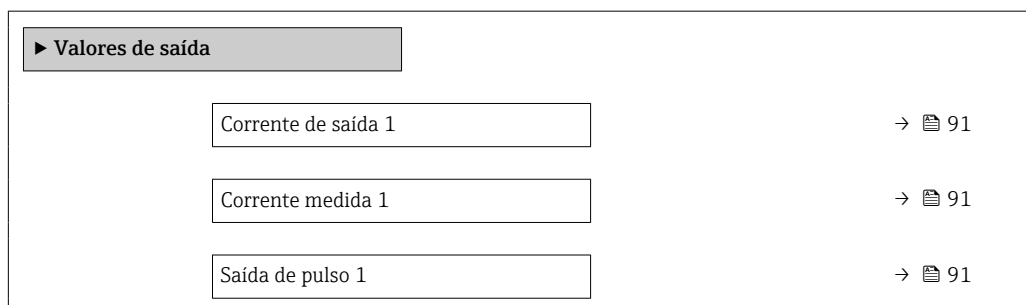 ▶ Valores de saída
Corrente de saída 1 → 91
Corrente medida 1 → 91
Saída de pulso 1 → 91